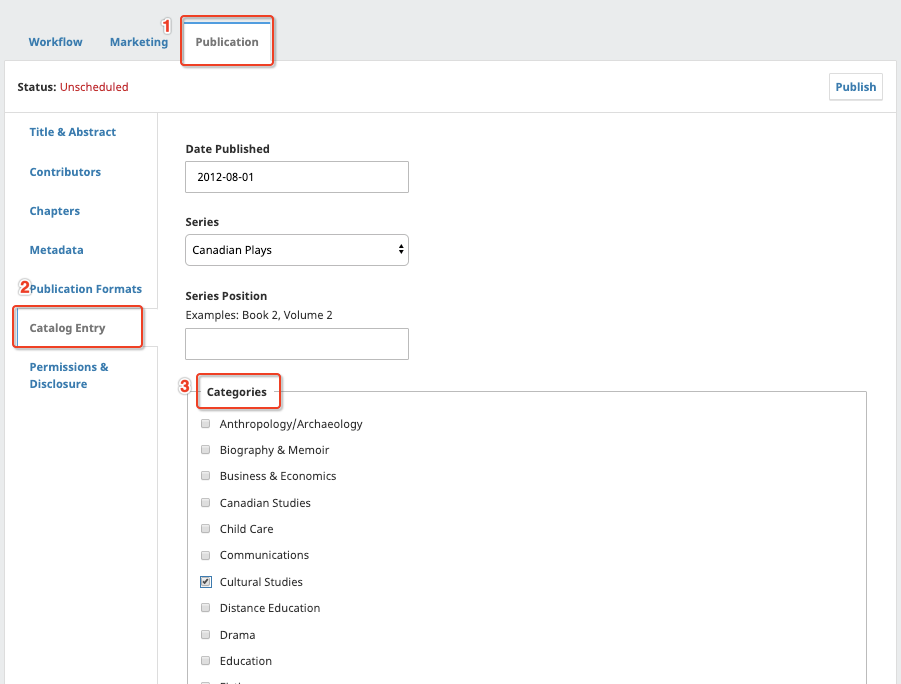 1
Workflow Marketing Publication
Status: Unscheduled Publish
Title & Abstract
Contributors
Chapters
Metadata
2 Publication Formats
Catalog Entry
Permissions &
Disclosure
Date Published
2012-08-01
Series
Canadian Plays
Series Position
Examples: Book 2, Volume 2
3 Categories
Anthropology/Archaeology
Biography & Memoir
Business & Economics
Canadian Studies
Child Care
Communications
Cultural Studies
Distance Education
Drama
Education